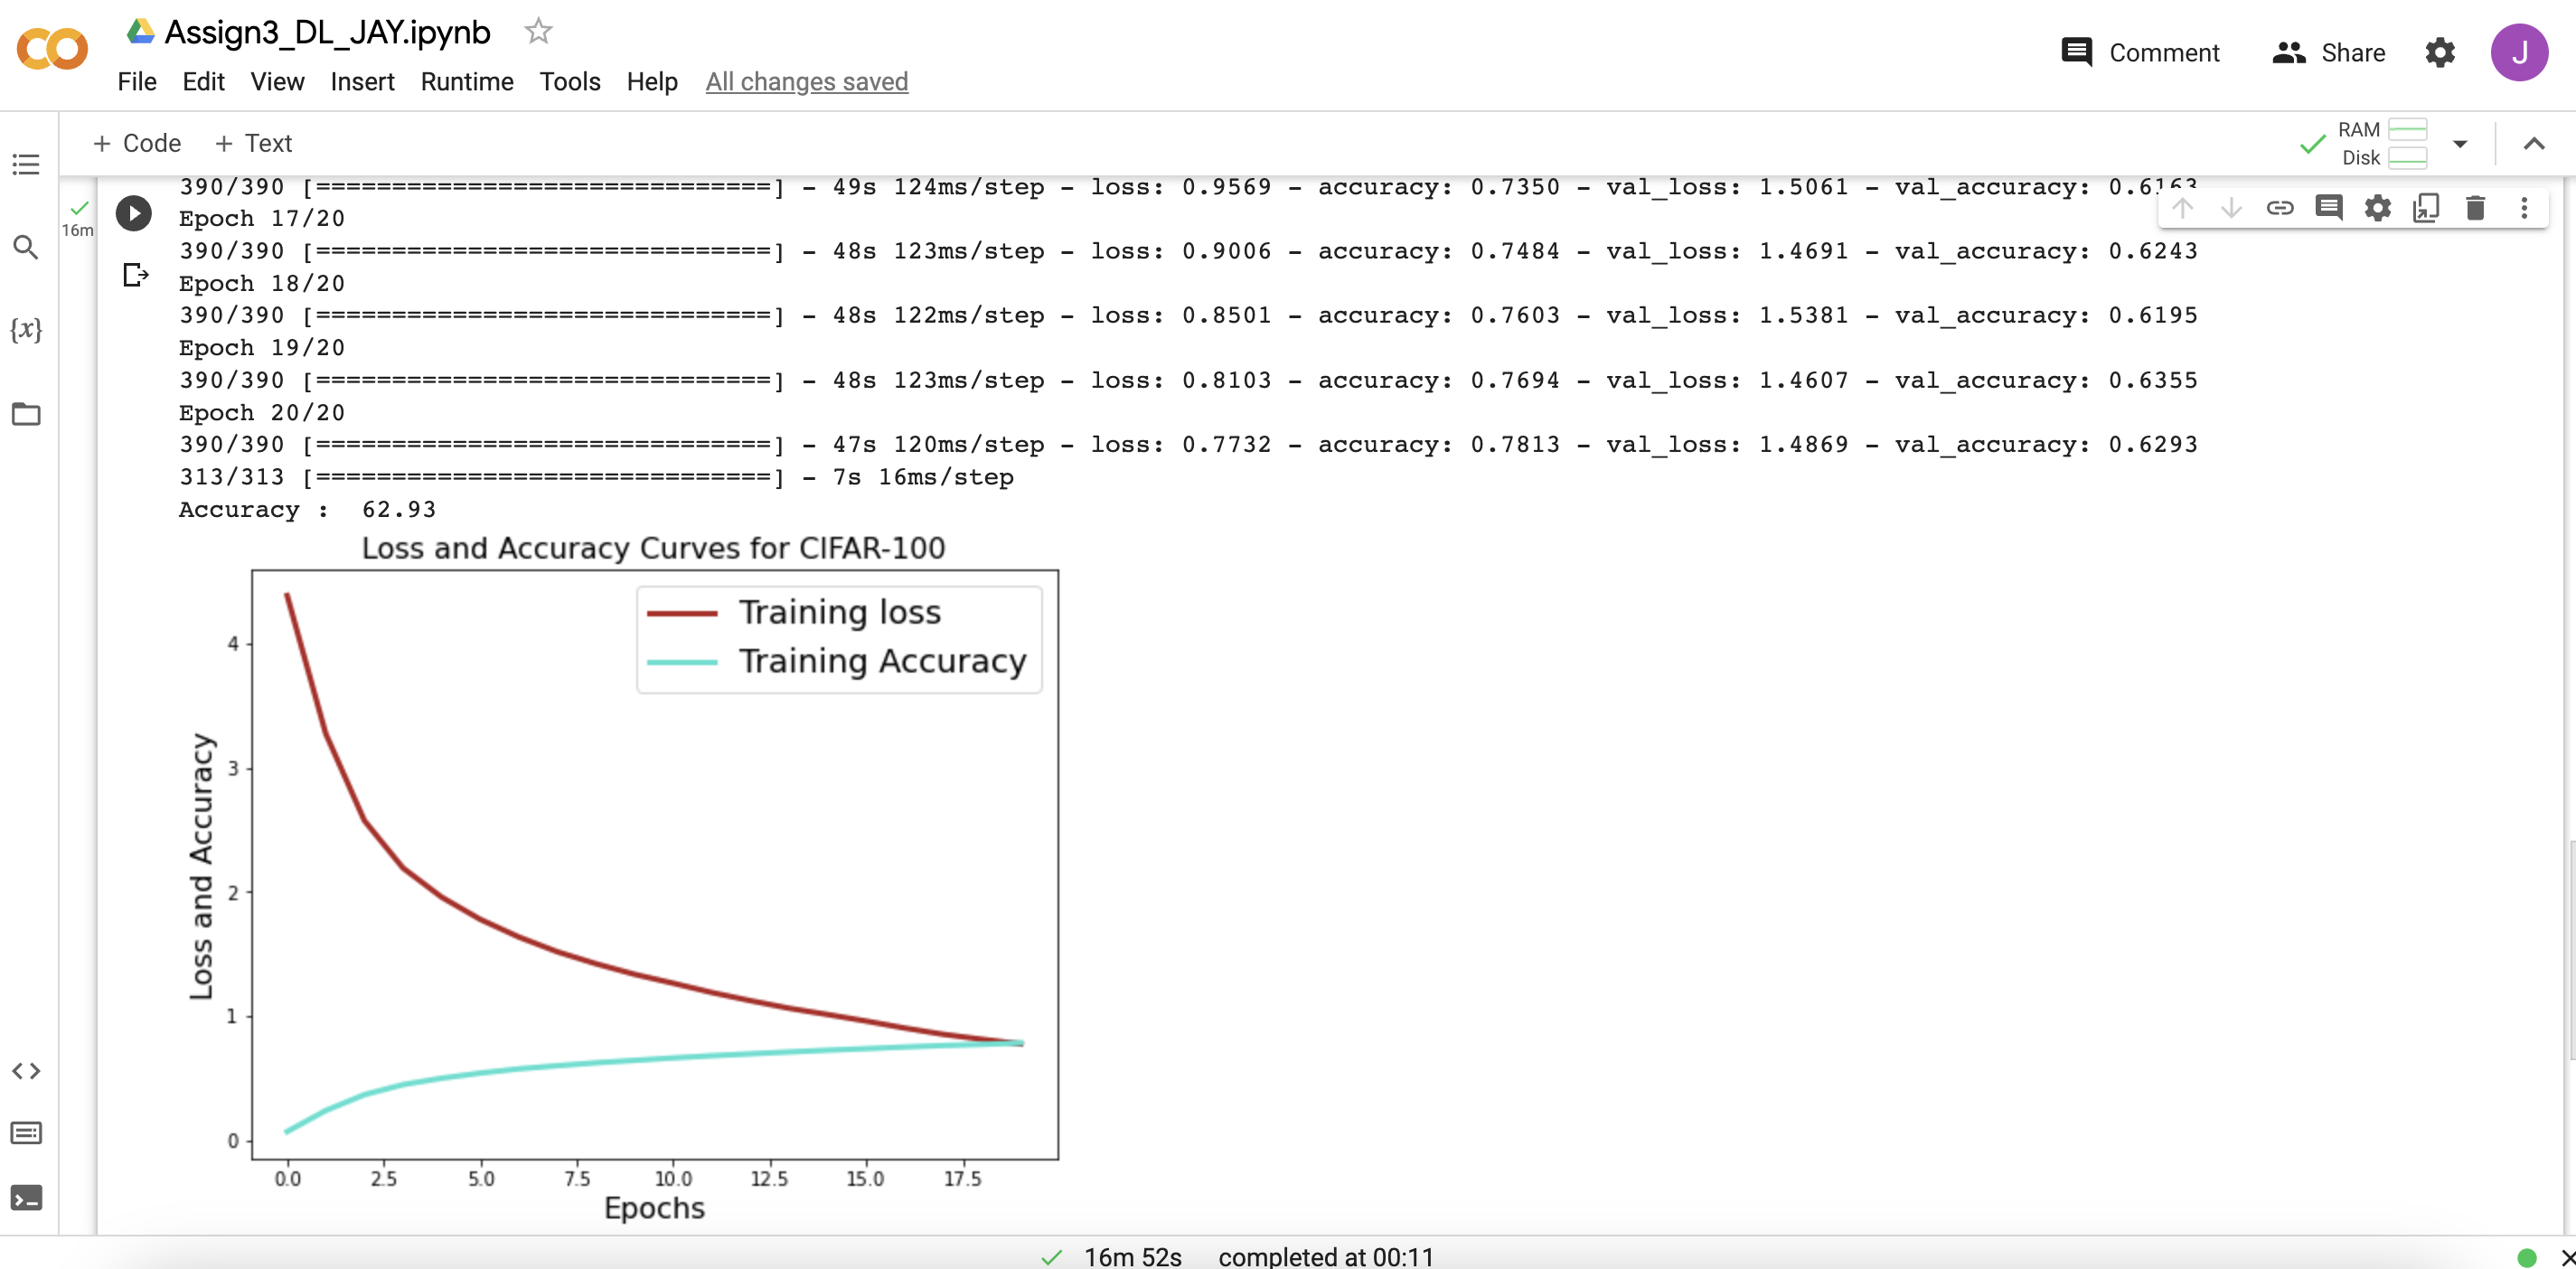 Assign3_DL_JAY.ipynb
File Edit View Insert Runtime Tools Help All changes saved
Comment Share J
+ Code + Text
RAM
Disk
16m
{x}
390/390 [==============================] - 49s 124ms/step - loss: 0.9569 - accuracy: 0.7350 - val_loss: 1.5061 - val_accuracy: 0.6163
Epoch 17/20
390/390 [==============================] - 48s 123ms/step - loss: 0.9006 - accuracy: 0.7484 - val_loss: 1.4691 - val_accuracy: 0.6243
Epoch 18/20
390/390 [==============================] - 48s 122ms/step - loss: 0.8501 - accuracy: 0.7603 - val_loss: 1.5381 - val_accuracy: 0.6195
Epoch 19/20
390/390 [==============================] - 48s 123ms/step - loss: 0.8103 - accuracy: 0.7694 - val_loss: 1.4607 - val_accuracy: 0.6355
Epoch 20/20
390/390 [==============================] - 47s 120ms/step - loss: 0.7732 - accuracy: 0.7813 - val_loss: 1.4869 - val_accuracy: 0.6293
313/313 [==============================] - 7s 16ms/step
Accuracy : 62.93
Loss and Accuracy Curves for CIFAR-100
Training loss
Training Accuracy
Loss and Accuracy
4
3
2
1
0
0.0 2.5 5.0 7.5 10.0 12.5 15.0 17.5
Epochs
16m 52s completed at 00:11